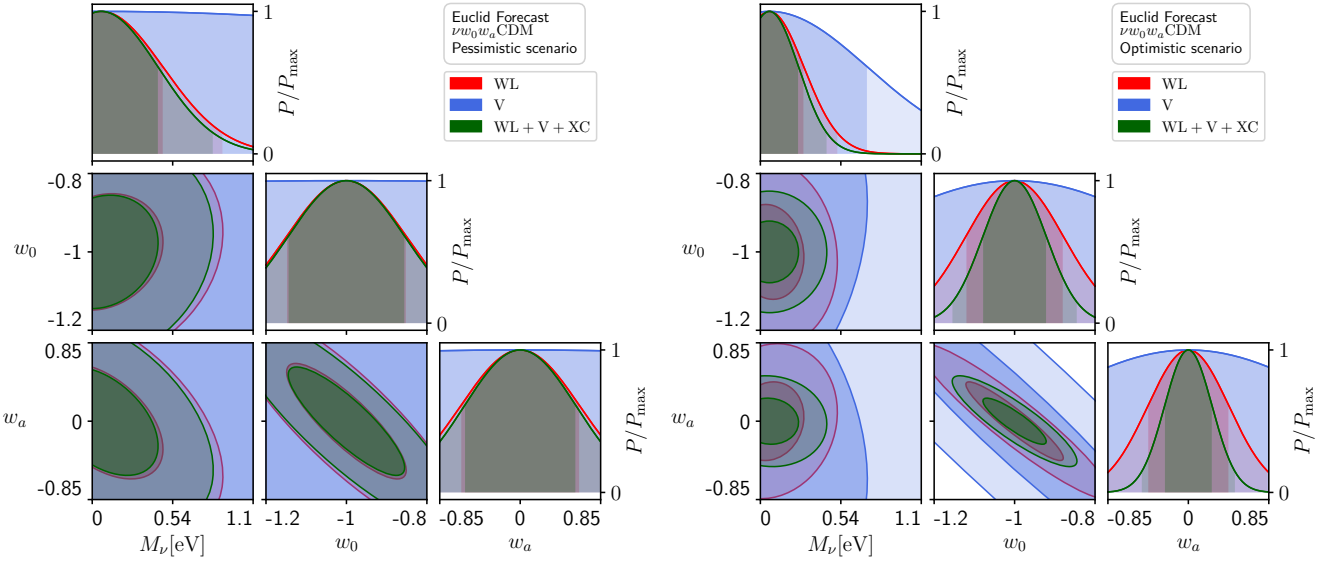 Euclid Forecast
νw₀wₐCDM
Pessimistic scenario
WL
V
WL + V + XC
1
P/Pmax
0
-0.8
w₀
-1
-1.2
1
P/Pmax
0
0.85
wₐ
0
-0.85
1
P/Pmax
0
0 0.54 1.1
Mν[eV]
-1.2 -1 -0.8
w₀
-0.85 0 0.85
wₐ
Euclid Forecast
νw₀wₐCDM
Optimistic scenario
WL
V
WL + V + XC
1
P/Pmax
0
-0.8
w₀
-1
-1.2
1
P/Pmax
0
0.85
wₐ
0
-0.85
1
P/Pmax
0
0 0.54 1.1
Mν[eV]
-1.2 -1 -0.8
w₀
-0.85 0 0.85
wₐ